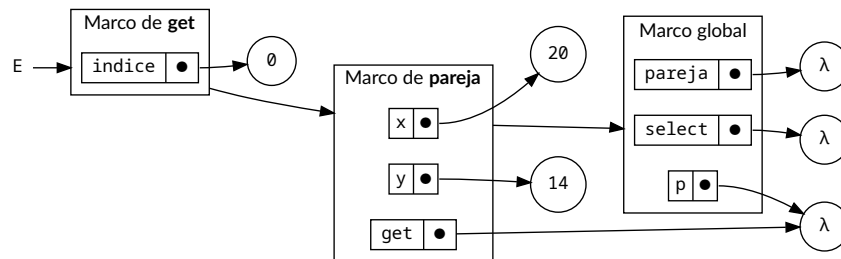 E
Marco de get
indice
0
Marco de pareja
x
20
y
14
get
Marco global
pareja
λ
select
λ
p
λ